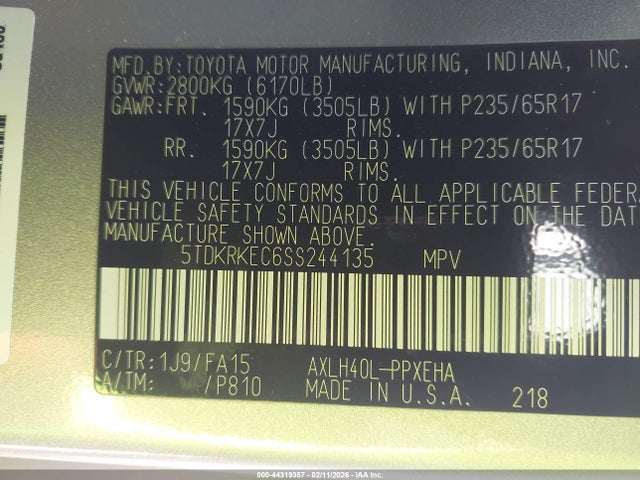 MFD.BY:TOYOTA MOTOR MANUFACTURING, INDIANA, INC.
GVWR:2800KG (6170LB)
GAWR:FRT. 1590KG (3505LB) WITH P235/65R17
17X7J RIMS.
RR. 1590KG (3505LB) WITH P235/65R17
17X7J RIMS.
THIS VEHICLE CONFORMS TO ALL APPLICABLE FEDER
VEHICLE SAFETY STANDARDS IN EFFECT ON THE DAT
MANUFACTURE SHOWN ABOVE.
5TDKRKEC6SS244135 MPV
C/TR:1J9/FA15 AXLH40L-PPXEHA
A/TM: /P810 MADE IN U.S.A. 218
000-44319357 - 02/11/2026 - IAA Inc.